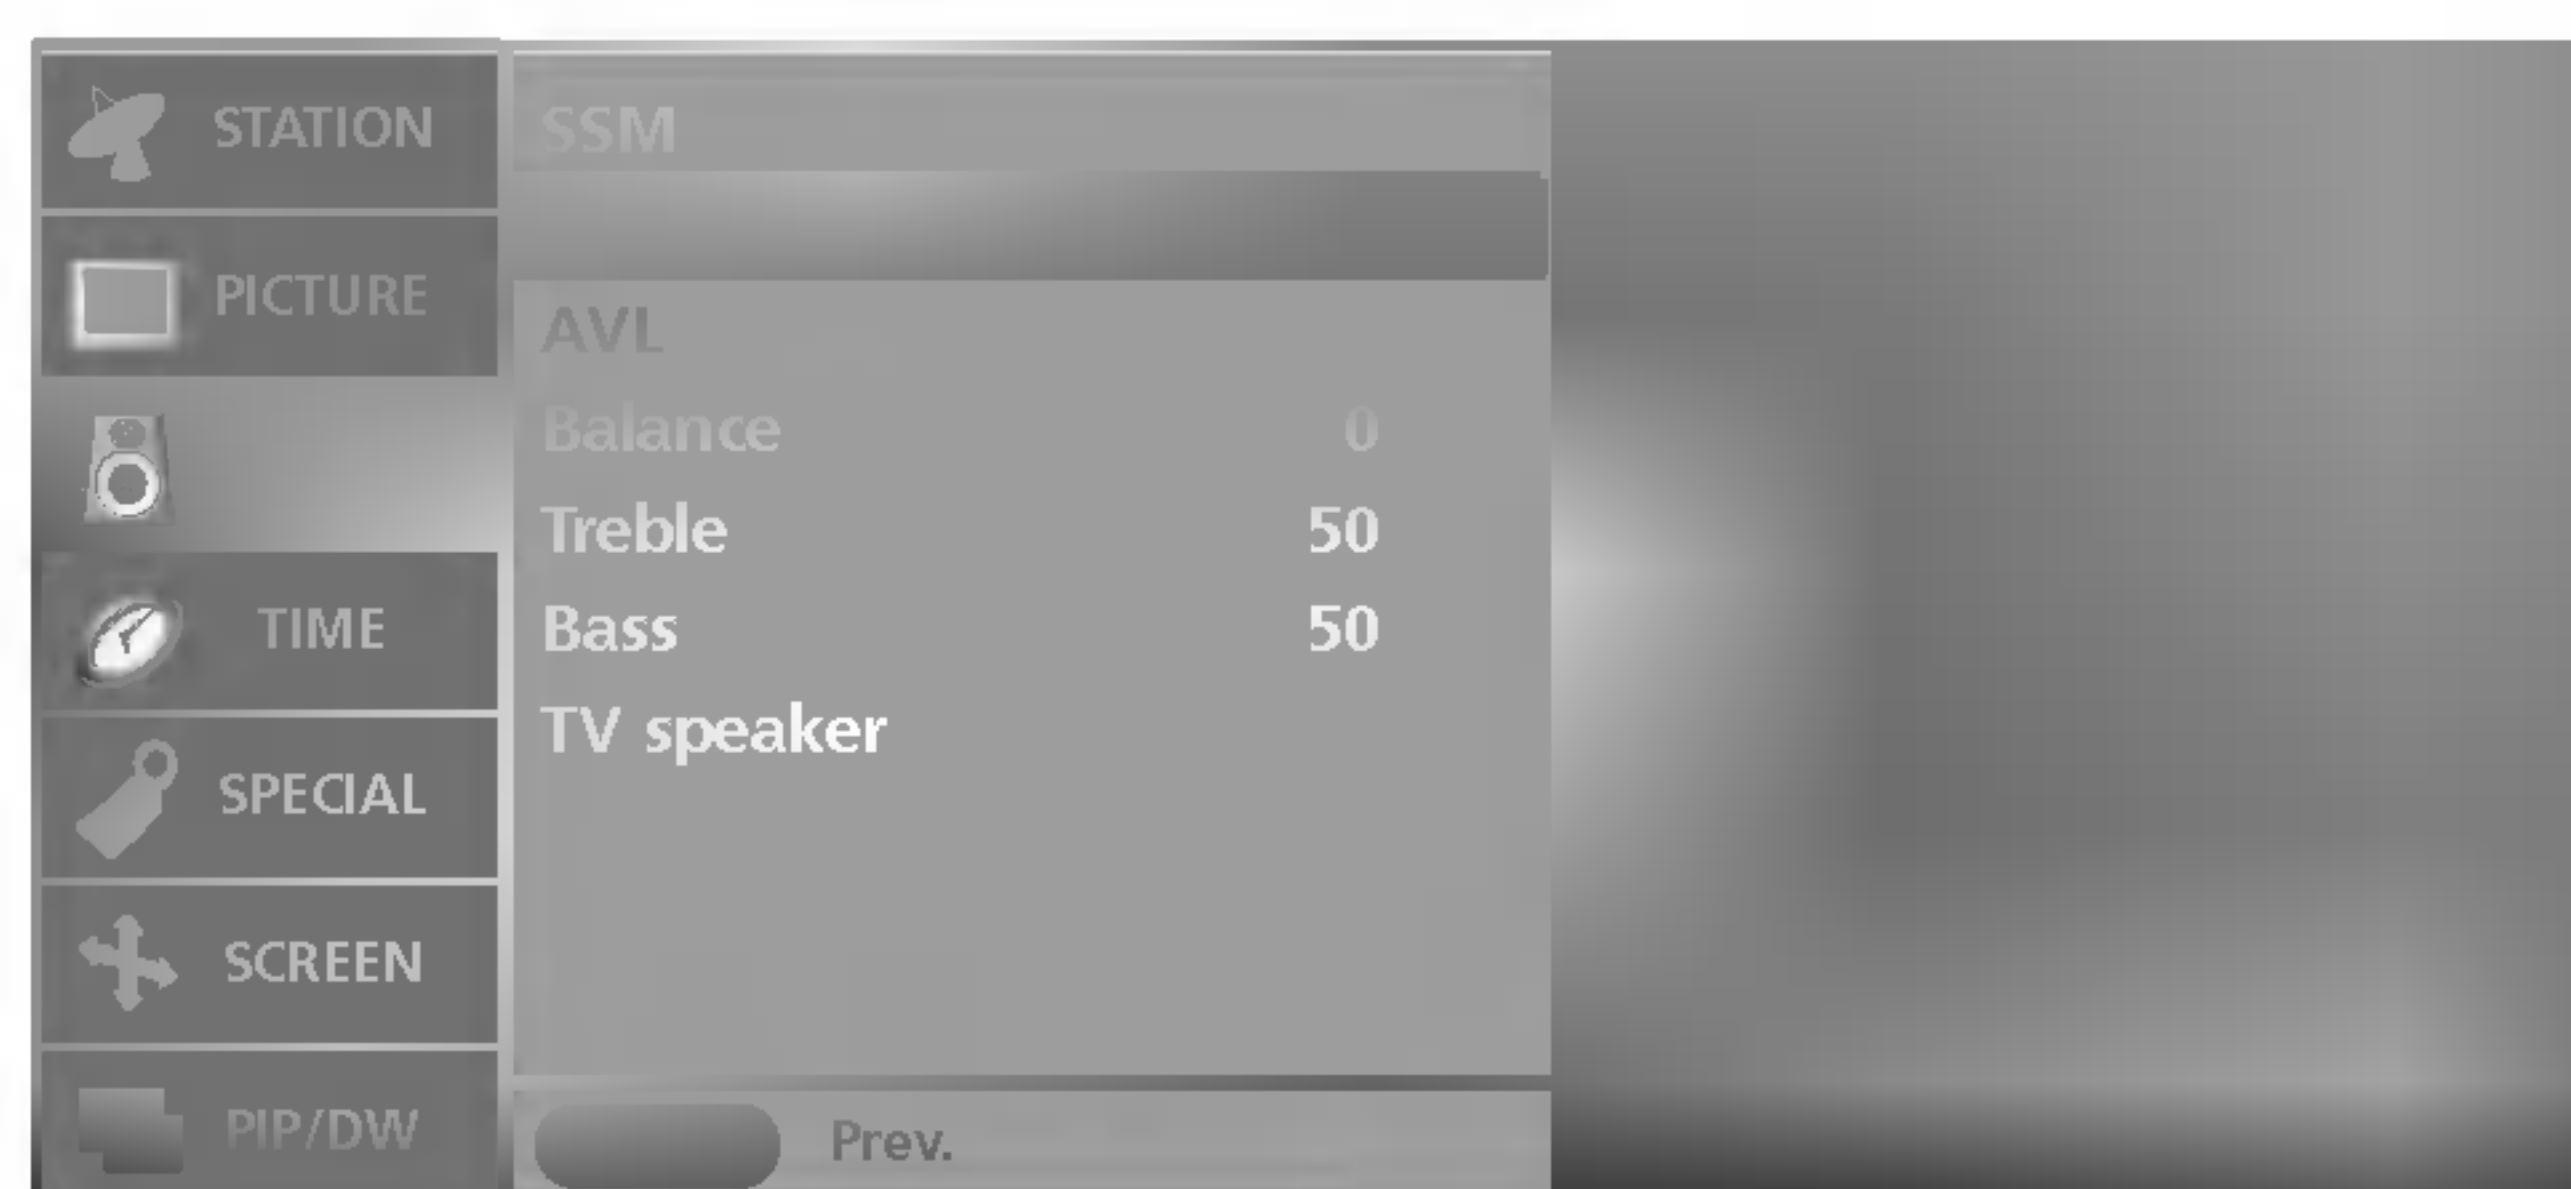 STATION
PICTURE
TIME
SPECIAL
SCREEN
PIP/DW
SSM
AVL
Balance 0
Treble 50
Bass 50
TV speaker
Prev.